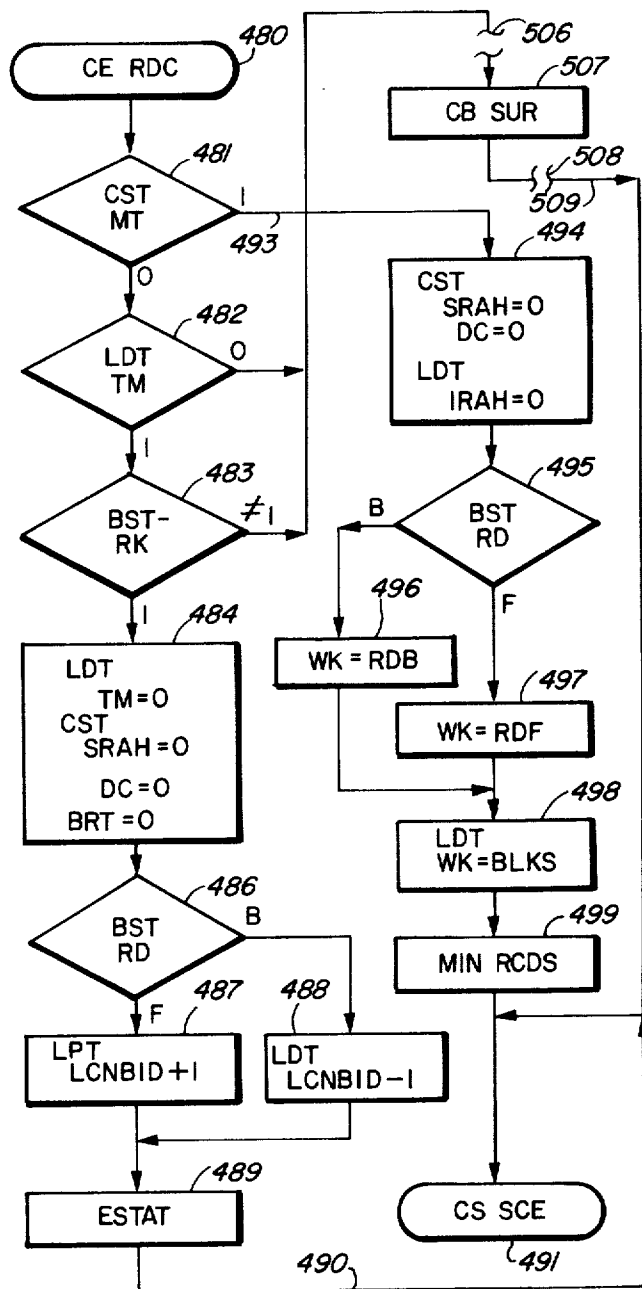 CE RDC
480
481
CST
MT
1
0
493
482
LDT
TM
0
1
483
BST-
RK
≠1
1
484
LDT
TM=0
CST
SRAH=0
DC=0
BRT=0
486
BST
RD
B
F
487
LPT
LCNBID+1
488
LDT
LCNBID-1
489
ESTAT
490
506
507
CB SUR
508
509
494
CST
SRAH=0
DC=0
LDT
IRAH=0
495
BST
RD
B
F
496
WK=RDB
497
WK=RDF
498
LDT
WK=BLKS
499
MIN RCDS
CS SCE
491